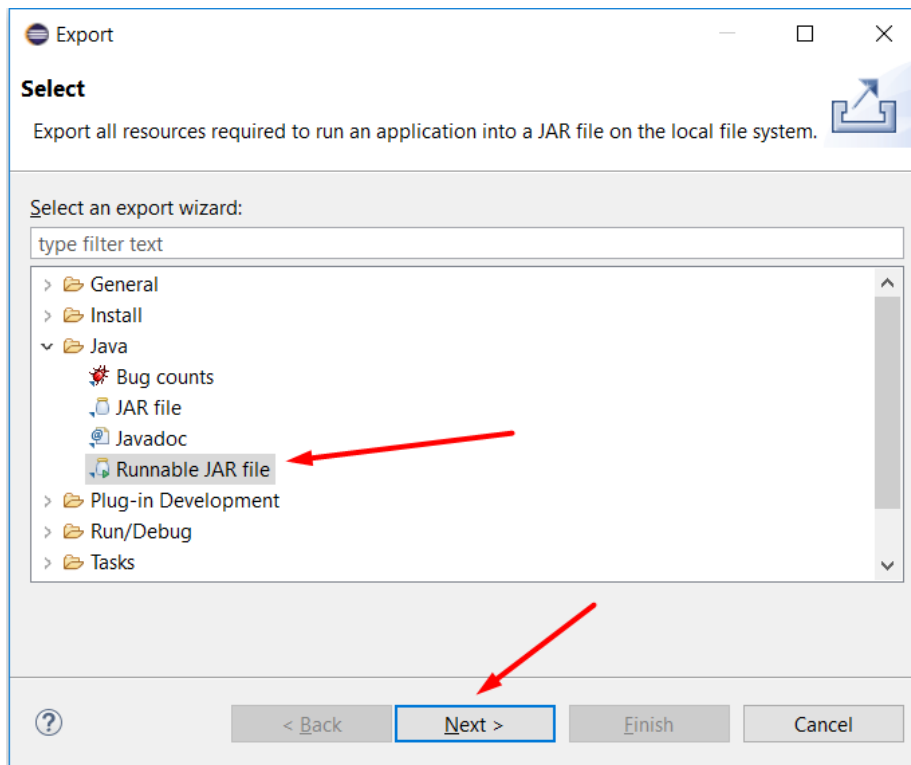 Export
Select
Export all resources required to run an application into a JAR file on the local file system.
Select an export wizard:
type filter text
General
Install
Java
Bug counts
JAR file
Javadoc
Runnable JAR file
Plug-in Development
Run/Debug
Tasks
? < Back Next > Finish Cancel